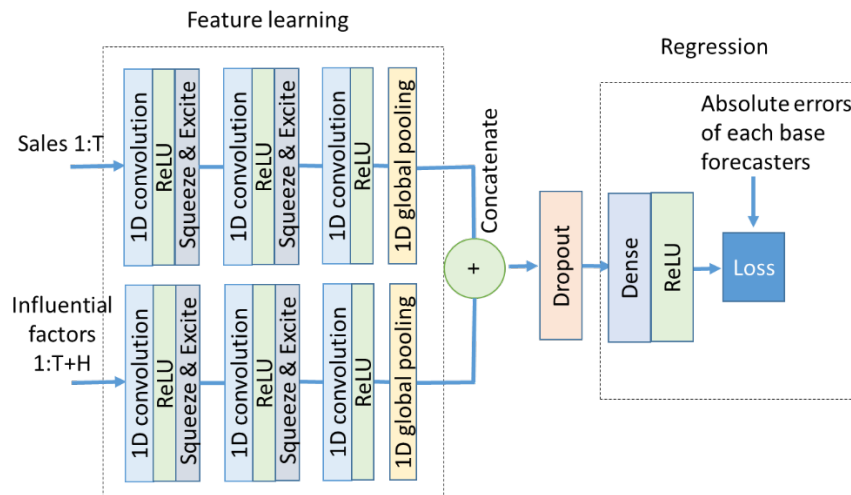 Feature learning
Regression
Sales 1:T
1D convolution
ReLU
Squeeze & Excite
1D convolution
ReLU
Squeeze & Excite
1D convolution
ReLU
1D global pooling
Influential
factors
1:T+H
1D convolution
ReLU
Squeeze & Excite
1D convolution
ReLU
Squeeze & Excite
1D convolution
ReLU
1D global pooling
Concatenate
+
Dropout
Dense
ReLU
Absolute errors
of each base
forecasters
Loss